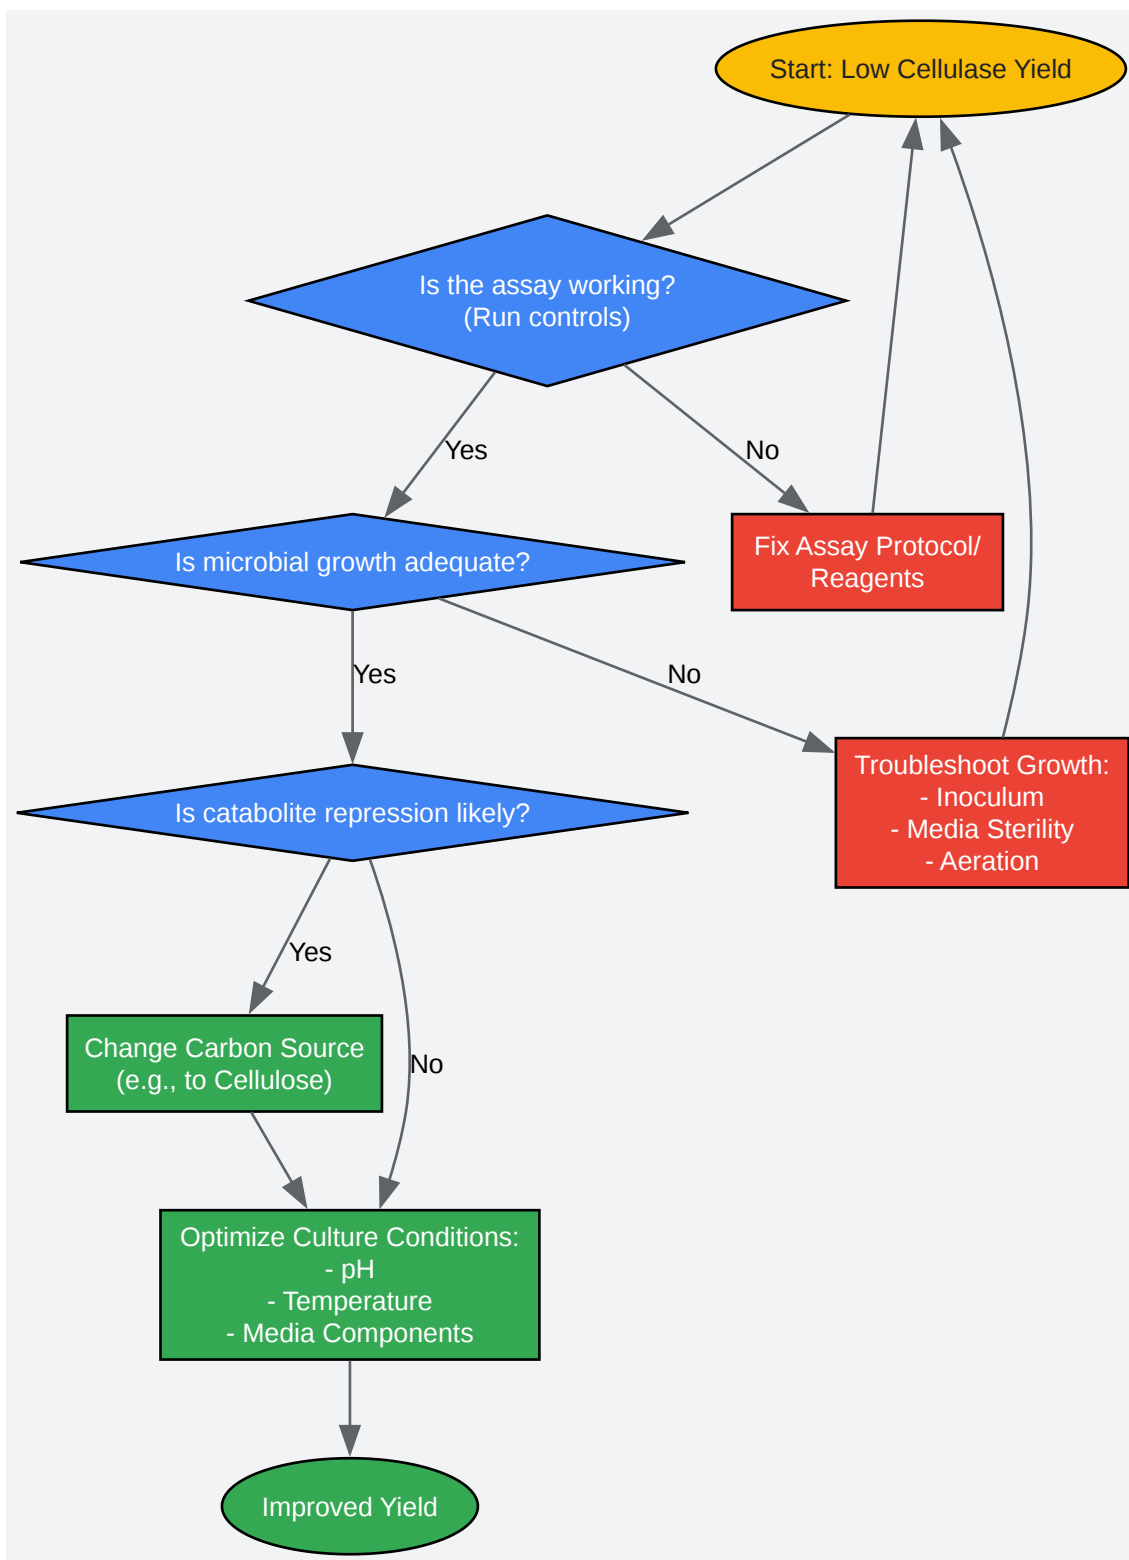 Start: Low Cellulase Yield
Is the assay working?
(Run controls)
Yes
No
Fix Assay Protocol/
Reagents
Is microbial growth adequate?
Yes
No
Troubleshoot Growth:
- Inoculum
- Media Sterility
- Aeration
Is catabolite repression likely?
Yes
No
Change Carbon Source
(e.g., to Cellulose)
Optimize Culture Conditions:
- pH
- Temperature
- Media Components
Improved Yield